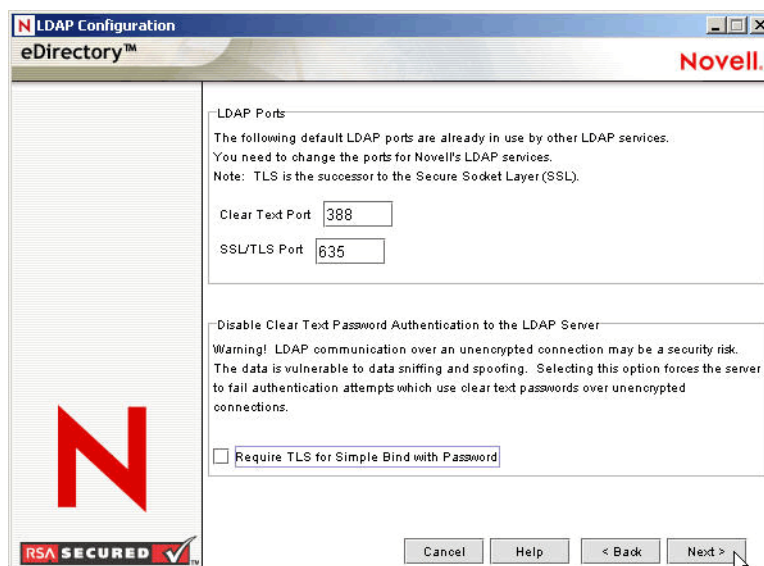 N LDAP Configuration
eDirectory™
Novell.
LDAP Ports
The following default LDAP ports are already in use by other LDAP services.
You need to change the ports for Novell's LDAP services.
Note: TLS is the successor to the Secure Socket Layer (SSL).
Clear Text Port 388
SSL/TLS Port 635
Disable Clear Text Password Authentication to the LDAP Server
Warning! LDAP communication over an unencrypted connection may be a security risk.
The data is vulnerable to data sniffing and spoofing. Selecting this option forces the server
to fail authentication attempts which use clear text passwords over unencrypted
connections.
Require TLS for Simple Bind with Password
N
RSA SECURED ™
Cancel Help < Back Next >